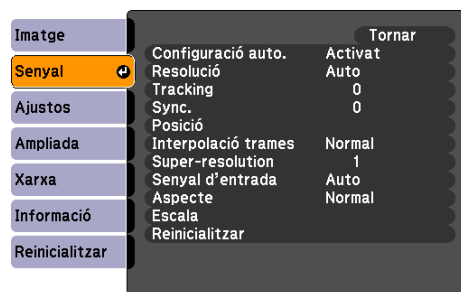 Imatge
Senyal
Ajustos
Ampliada
Xarxa
Informació
Reinicialitzar
Tornar
Configuració auto. Activat
Resolució Auto
Tracking 0
Sync. 0
Posició
Interpolació trames Normal
Super-resolution 1
Senyal d'entrada Auto
Aspecte Normal
Escala
Reinicialitzar